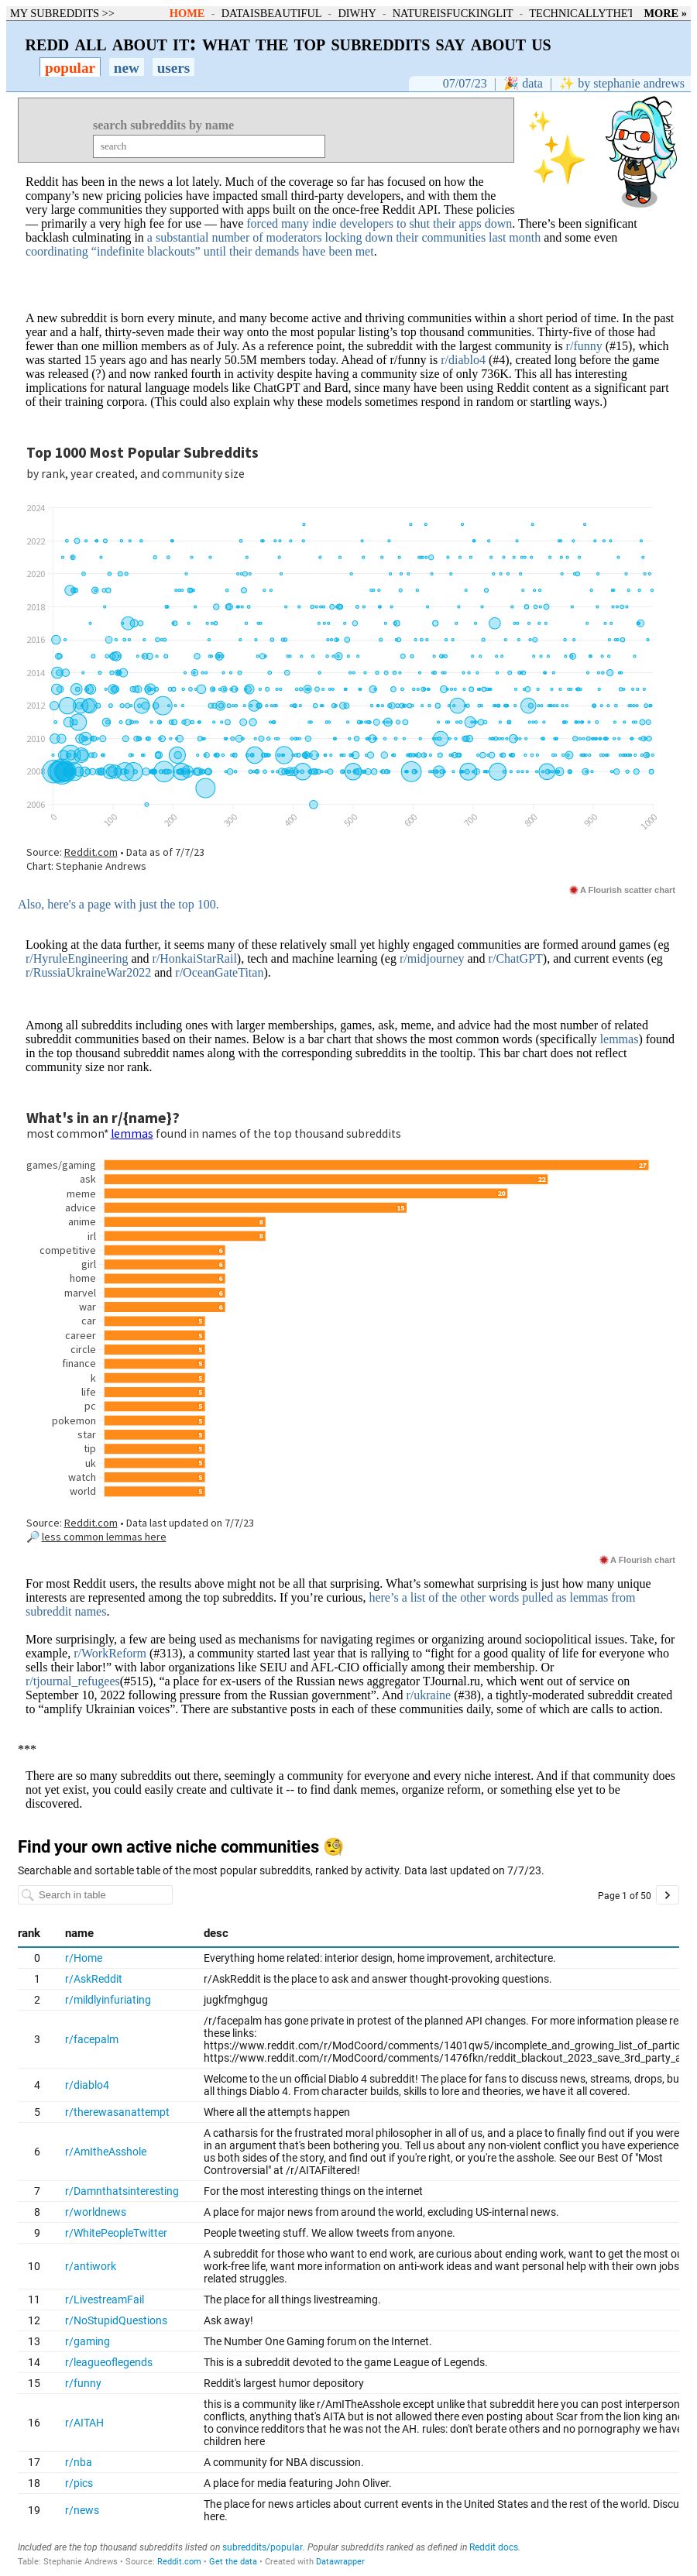 MY SUBREDDITS >> HOME - DATAISBEAUTIFUL - DIWHY - NATUREISFUCKINGLIT - TECHNICALLYTHET MORE »
REDD ALL ABOUT IT: WHAT THE TOP SUBREDDITS SAY ABOUT US
popular new users
07/07/23 | 🎉 data | ✨ by stephanie andrews
search subreddits by name
search
Reddit has been in the news a lot lately. Much of the coverage so far has focused on how the
company's new pricing policies have impacted small third-party developers, and with them the
very large communities they supported with apps built on the once-free Reddit API. These policies
— primarily a very high fee for use — have forced many indie developers to shut their apps down. There's been significant
backlash culminating in a substantial number of moderators locking down their communities last month and some even
coordinating “indefinite blackouts” until their demands have been met.
A new subreddit is born every minute, and many become active and thriving communities within a short period of time. In the past
year and a half, thirty-seven made their way onto the most popular listing's top thousand communities. Thirty-five of those had
fewer than one million members as of July. As a reference point, the subreddit with the largest community is r/funny (#15), which
was started 15 years ago and has nearly 50.5M members today. Ahead of r/funny is r/diablo4 (#4), created long before the game
was released (?) and now ranked fourth in activity despite having a community size of only 736K. This all has interesting
implications for natural language models like ChatGPT and Bard, since many have been using Reddit content as a significant part
of their training corpora. (This could also explain why these models sometimes respond in random or startling ways.)
Top 1000 Most Popular Subreddits
by rank, year created, and community size
2024
2022
2020
2018
2016
2014
2012
2010
2008
2006
0 100 200 300 400 500 600 700 800 900 1000
Source: Reddit.com • Data as of 7/7/23
Chart: Stephanie Andrews
A Flourish scatter chart
Also, here's a page with just the top 100.
Looking at the data further, it seems many of these relatively small yet highly engaged communities are formed around games (eg
r/HyruleEngineering and r/HonkaiStarRail), tech and machine learning (eg r/midjourney and r/ChatGPT), and current events (eg
r/RussiaUkraineWar2022 and r/OceanGateTitan).
Among all subreddits including ones with larger memberships, games, ask, meme, and advice had the most number of related
subreddit communities based on their names. Below is a bar chart that shows the most common words (specifically lemmas) found
in the top thousand subreddit names along with the corresponding subreddits in the tooltip. This bar chart does not reflect
community size nor rank.
What's in an r/{name}?
most common* lemmas found in names of the top thousand subreddits
games/gaming 27
ask 22
meme 20
advice 15
anime 8
irl 8
competitive 6
girl 6
home 6
marvel 6
war 6
car 5
career 5
circle 5
finance 5
k 5
life 5
pc 5
pokemon 5
star 5
tip 5
uk 5
watch 5
world 5
Source: Reddit.com • Data last updated on 7/7/23
🔎 less common lemmas here
A Flourish chart
For most Reddit users, the results above might not be all that surprising. What's somewhat surprising is just how many unique
interests are represented among the top subreddits. If you're curious, here's a list of the other words pulled as lemmas from
subreddit names.
More surprisingly, a few are being used as mechanisms for navigating regimes or organizing around sociopolitical issues. Take, for
example, r/WorkReform (#313), a community started last year that is rallying to “fight for a good quality of life for everyone who
sells their labor!” with labor organizations like SEIU and AFL-CIO officially among their membership. Or
r/tjournal_refugees(#515), “a place for ex-users of the Russian news aggregator TJournal.ru, which went out of service on
September 10, 2022 following pressure from the Russian government”. And r/ukraine (#38), a tightly-moderated subreddit created
to “amplify Ukrainian voices”. There are substantive posts in each of these communities daily, some of which are calls to action.
***
There are so many subreddits out there, seemingly a community for everyone and every niche interest. And if that community does
not yet exist, you could easily create and cultivate it -- to find dank memes, organize reform, or something else yet to be
discovered.
Find your own active niche communities 🧐
Searchable and sortable table of the most popular subreddits, ranked by activity. Data last updated on 7/7/23.
Search in table Page 1 of 50 >
rank name desc
0 r/Home Everything home related: interior design, home improvement, architecture.
1 r/AskReddit r/AskReddit is the place to ask and answer thought-provoking questions.
2 r/mildlyinfuriating jugkfmghgug
3 r/facepalm /r/facepalm has gone private in protest of the planned API changes. For more information please re
these links:
https://www.reddit.com/r/ModCoord/comments/1401qw5/incomplete_and_growing_list_of_partic
https://www.reddit.com/r/ModCoord/comments/1476fkn/reddit_blackout_2023_save_3rd_party_a
4 r/diablo4 Welcome to the un official Diablo 4 subreddit! The place for fans to discuss news, streams, drops, bu
all things Diablo 4. From character builds, skills to lore and theories, we have it all covered.
5 r/therewasanattempt Where all the attempts happen
6 r/AmItheAsshole A catharsis for the frustrated moral philosopher in all of us, and a place to finally find out if you were
in an argument that's been bothering you. Tell us about any non-violent conflict you have experience
us both sides of the story, and find out if you're right, or you're the asshole. See our Best Of "Most
Controversial" at /r/AITAFiltered!
7 r/Damnthatsinteresting For the most interesting things on the internet
8 r/worldnews A place for major news from around the world, excluding US-internal news.
9 r/WhitePeopleTwitter People tweeting stuff. We allow tweets from anyone.
10 r/antiwork A subreddit for those who want to end work, are curious about ending work, want to get the most ou
work-free life, want more information on anti-work ideas and want personal help with their own jobs
related struggles.
11 r/LivestreamFail The place for all things livestreaming.
12 r/NoStupidQuestions Ask away!
13 r/gaming The Number One Gaming forum on the Internet.
14 r/leagueoflegends This is a subreddit devoted to the game League of Legends.
15 r/funny Reddit's largest humor depository
16 r/AITAH this is a community like r/AmITheAsshole except unlike that subreddit here you can post interperson
conflicts, anything that's AITA but is not allowed there even posting about Scar from the lion king an
to convince redditors that he was not the AH. rules: don't berate others and no pornography we have
children here
17 r/nba A community for NBA discussion.
18 r/pics A place for media featuring John Oliver.
19 r/news The place for news articles about current events in the United States and the rest of the world. Discu
here.
Included are the top thousand subreddits listed on subreddits/popular. Popular subreddits ranked as defined in Reddit docs.
Table: Stephanie Andrews • Source: Reddit.com • Get the data • Created with Datawrapper